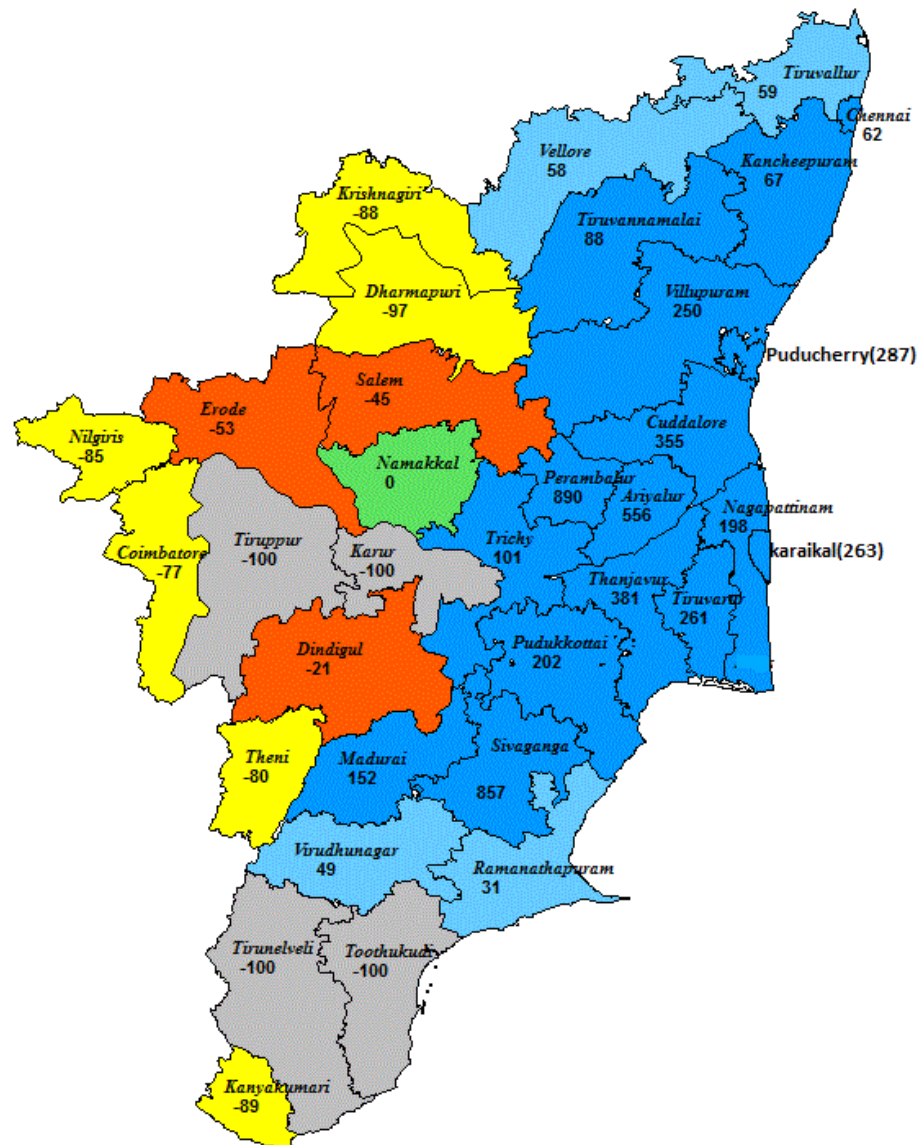 Tiruvallur
59
Chennai
62
Vellore
58
Kancheepuram
67
Krishnagiri
-88
Tiruvannamalai
88
Dharmapuri
-97
Villupuram
250
Puducherry(287)
Salem
-45
Erode
-53
Cuddalore
355
Nilgiris
-85
Namakkal
0
Perambalur
890
Ariyalur
556
Nagapattinam
198
Coimbatore
-77
Tiruppur
-100
Karur
-100
Trichy
101
karaikal(263)
Thanjavur
381
Tiruvarur
261
Dindigul
-21
Pudukkottai
202
Theni
-80
Madurai
152
Sivaganga
857
Virudhunagar
49
Ramanathapuram
31
Tirunelveli
-100
Toothukudi
-100
Kanyakumari
-89